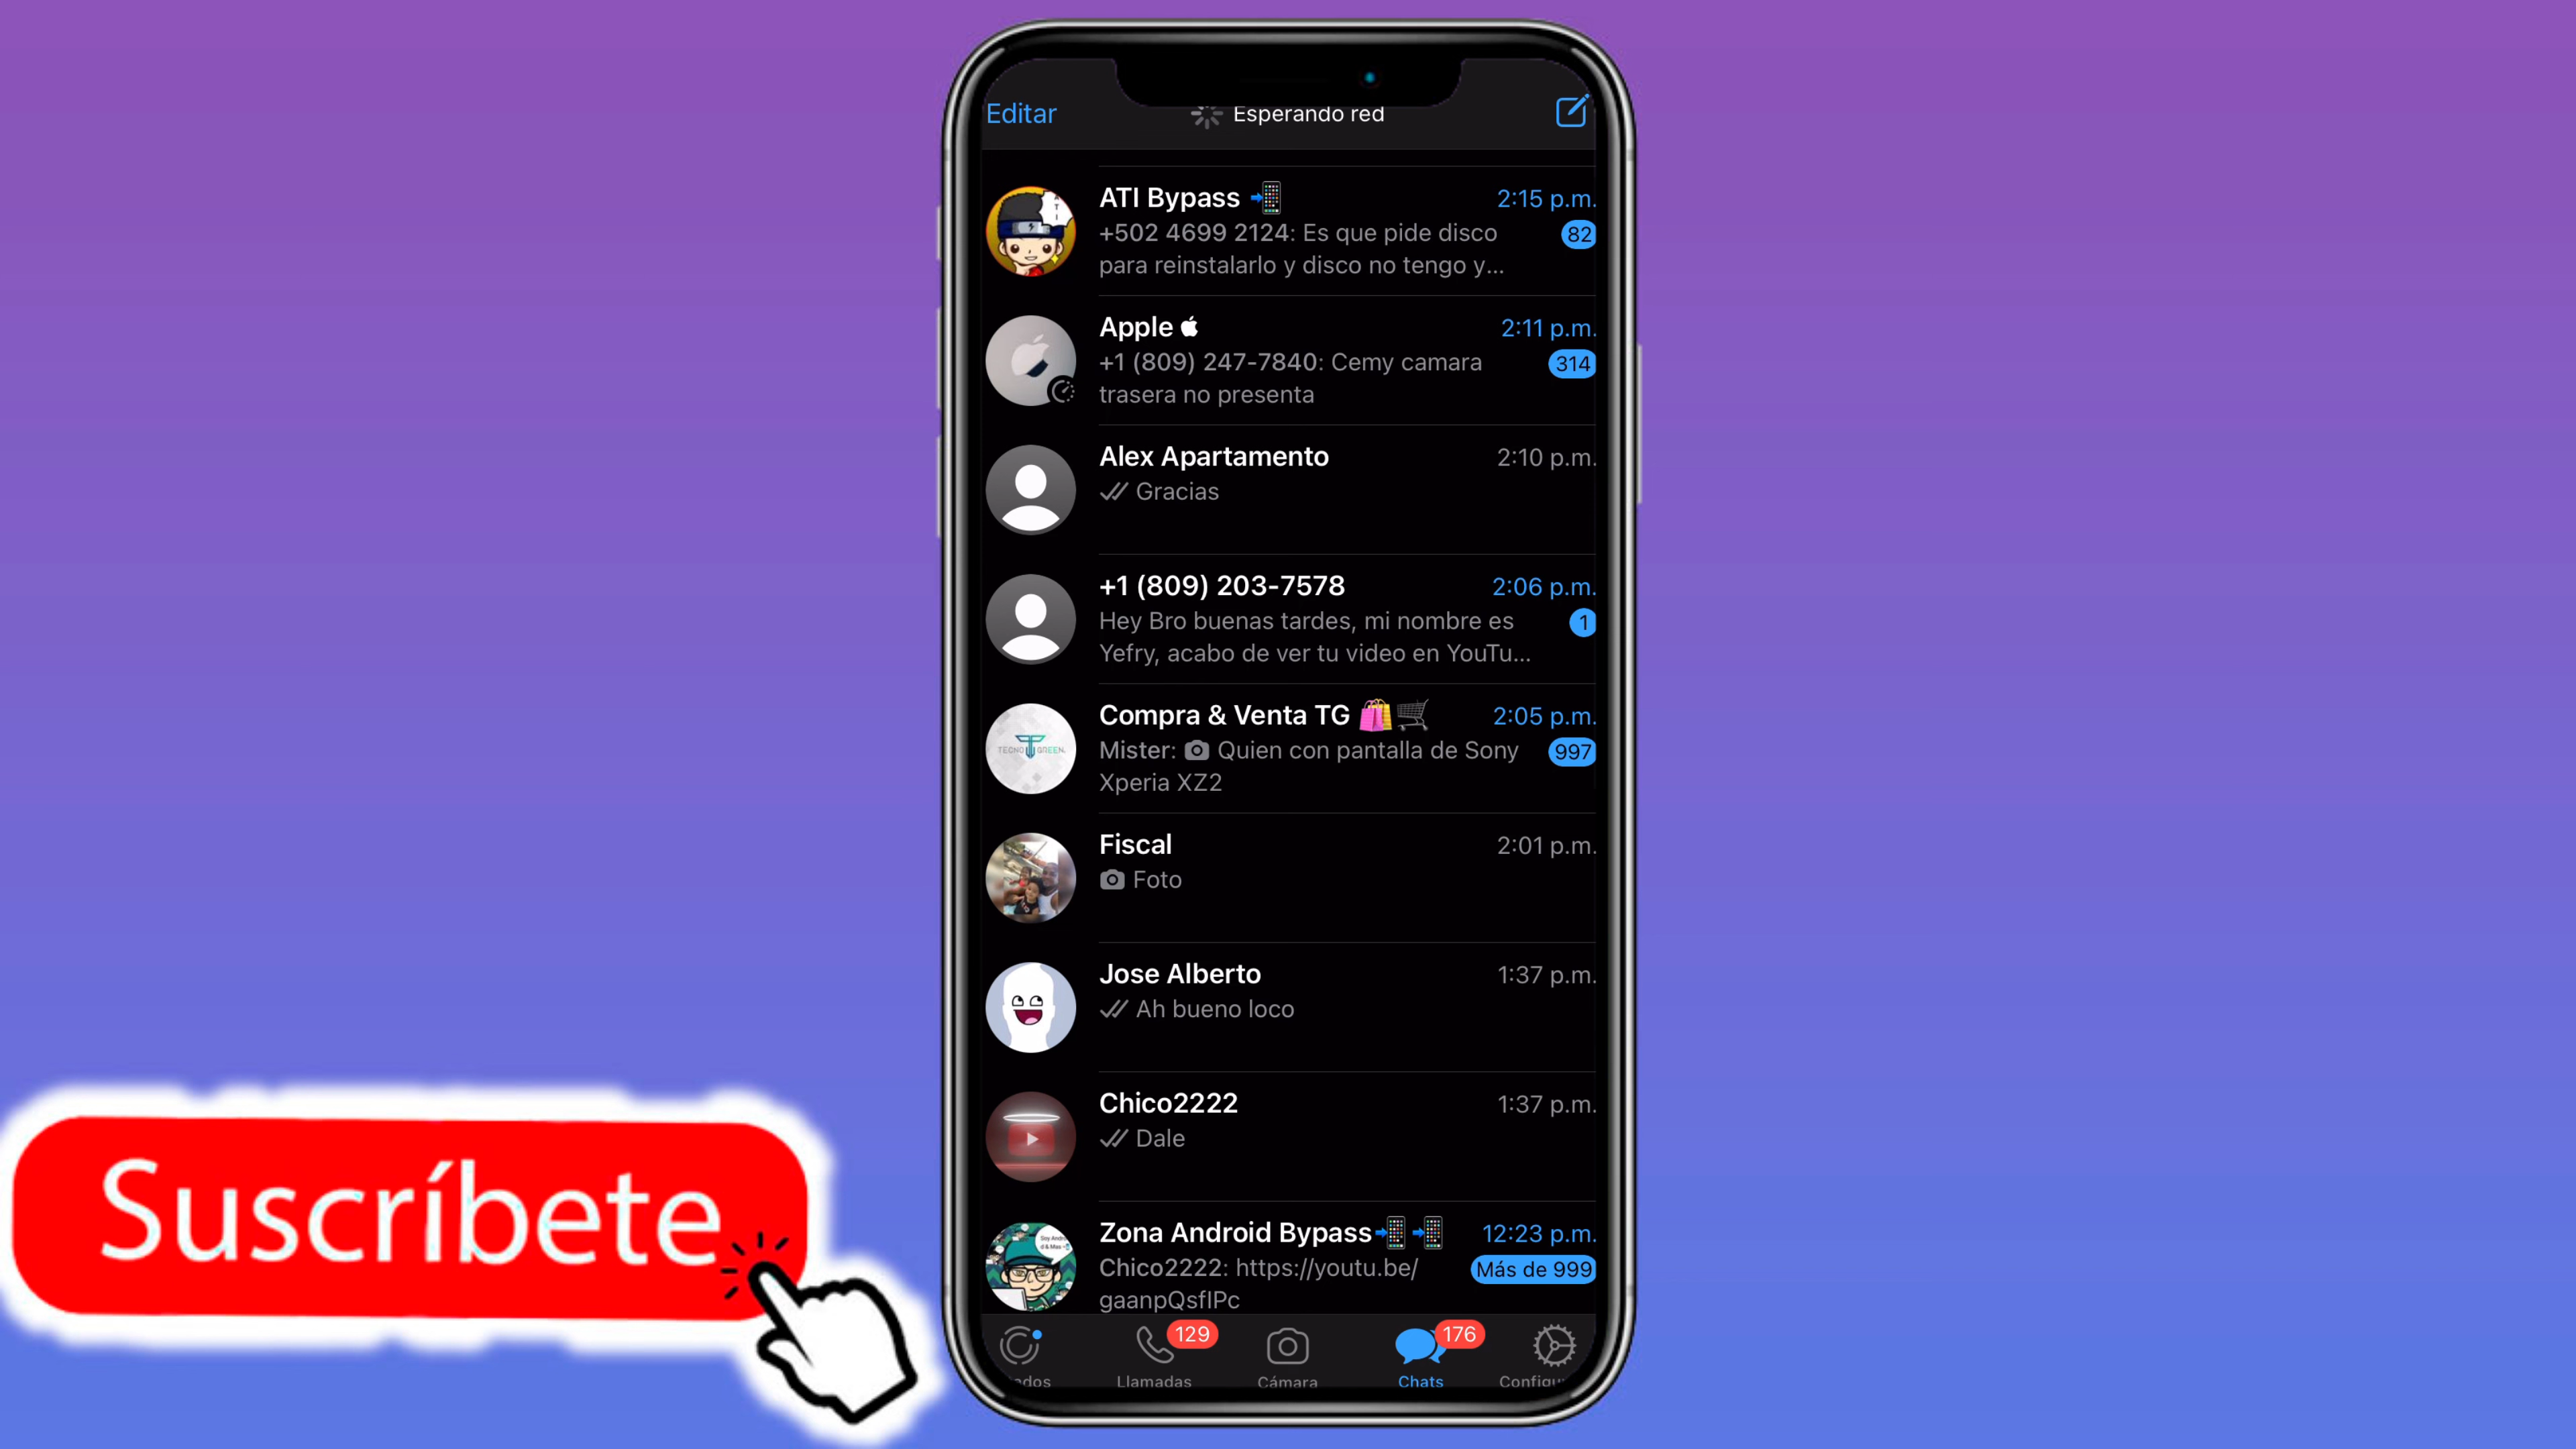 Editar
Esperando red
ATI Bypass 📲
2:15 p.m.
+502 4699 2124: Es que pide disco
82
para reinstalarlo y disco no tengo y...
Apple
2:11 p.m.
+1 (809) 247-7840: Cemy camara
314
trasera no presenta
Alex Apartamento
2:10 p.m.
Gracias
+1 (809) 203-7578
2:06 p.m.
Hey Bro buenas tardes, mi nombre es
1
Yefry, acabo de ver tu video en YouTu...
Compra & Venta TG 🛍️🛒
2:05 p.m.
TECNO GREEN
Mister: 📷 Quien con pantalla de Sony
997
Xperia XZ2
Fiscal
2:01 p.m.
📷 Foto
Jose Alberto
1:37 p.m.
Ah bueno loco
Chico2222
1:37 p.m.
Dale
Zona Android Bypass📲📲
12:23 p.m.
Chico2222: https://youtu.be/
Más de 999
gaanpQsfIPc
129
176
ados
Llamadas
Cámara
Chats
Configu
Suscríbete